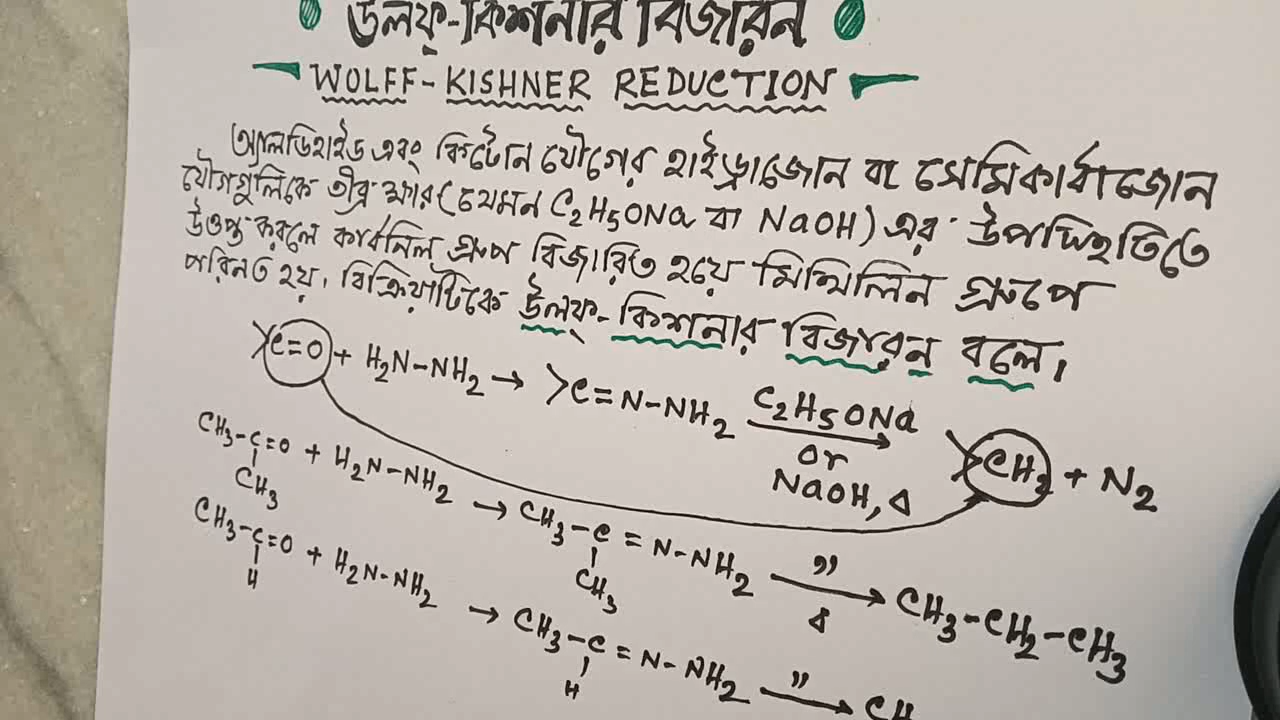 উলফ্-কিশনার বিজারন
WOLFF-KISHNER REDUCTION
অ্যালডিহাইড এবং কিটোন যৌগের হাইড্রাজোন বা সেমিকার্বাজোন
যৌগগুলিকে তীব্র ক্ষার (যেমন C₂H₅ONa বা NaOH) এর উপস্থিতিতে
উত্তপ্ত করলে কার্বনিল গ্রুপ বিজারিত হয়ে মিথিলিন গ্রুপে
পরিনত হয়। বিক্রিয়াটিকে উলফ্-কিশনার বিজারন বলে।
>C=O + H₂N-NH₂ → >C=N-NH₂ C₂H₅ONa or NaOH, Δ → >CH₂ + N₂
CH₃-C=O + H₂N-NH₂ → CH₃-C=N-NH₂ " Δ → CH₃-CH₂-CH₃
CH₃ CH₃
CH₃-C=O + H₂N-NH₂ → CH₃-C=N-NH₂ " → CH
H H